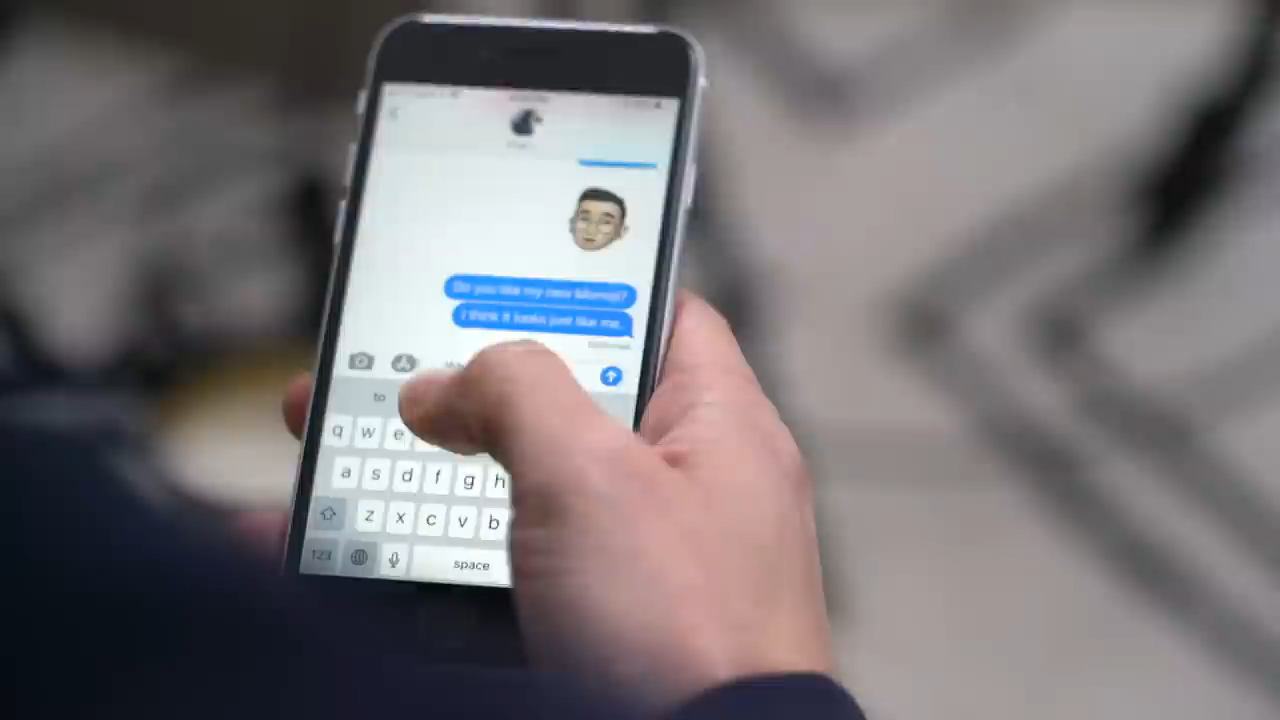 Do you like my new Memoji?
I think it looks just like me.
to
q w e
a s d f g h
z x c v b
123 space